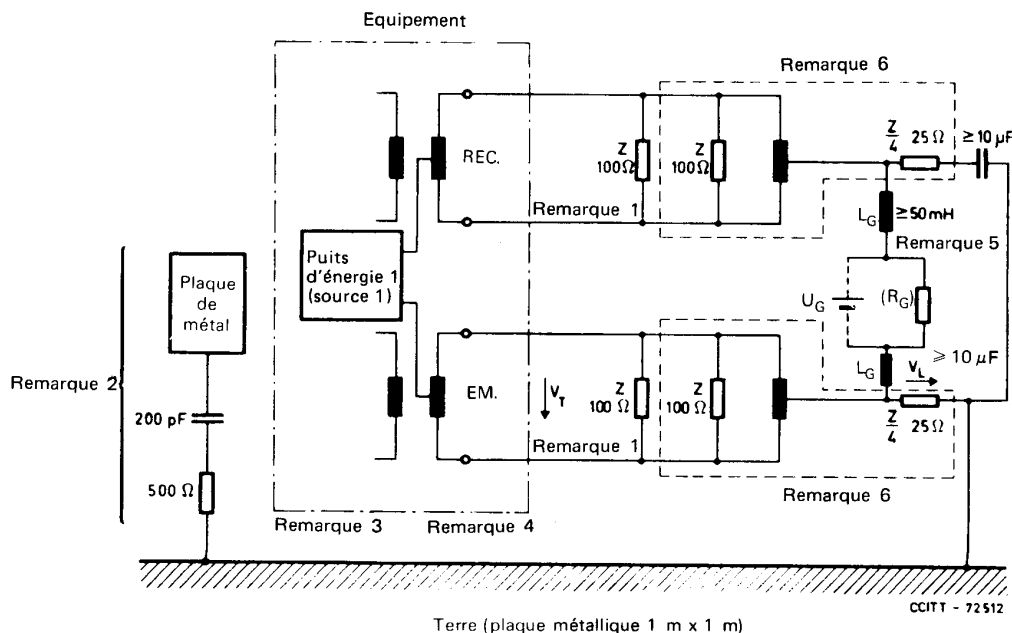 Equipement
Remarque 6
Z/4 25 Ω ≥ 10 µF
REC.
Z 100 Ω
Z 100 Ω
Remarque 1
L_G ≥ 50 mH
Remarque 5
Puits d'énergie 1 (source 1)
Plaque de métal
U_G
(R_G)
≥ 10 µF
Remarque 2
EM.
V_T
Z 100 Ω
Z 100 Ω
L_G
V_L
200 pF
Z/4 25 Ω
Remarque 1
500 Ω
Remarque 6
Remarque 3
Remarque 4
CCITT - 72512
Terre (plaque métallique 1 m x 1 m)